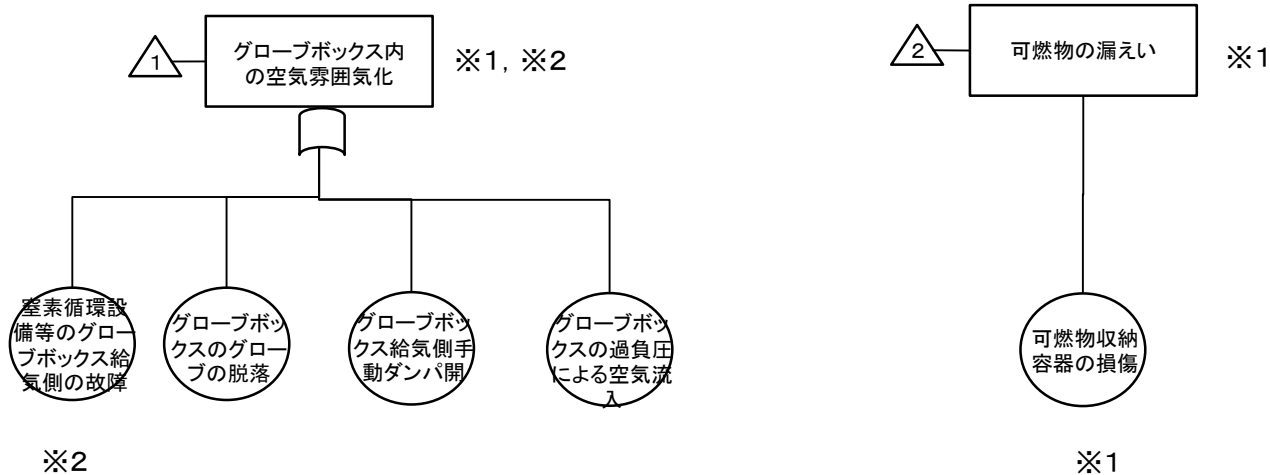 1
グローブボックス内
の空気雰囲気化
※1, ※2
2
可燃物の漏えい
※1
窒素循環設
備等のグロー
ブボックス給
気側の故障
グローブボッ
クスのグロー
ブの脱落
グローブボッ
クス給気側手
動ダンパ開
グローブボッ
クスの過負圧
による空気流
入
可燃物収納
容器の損傷
※2
※1